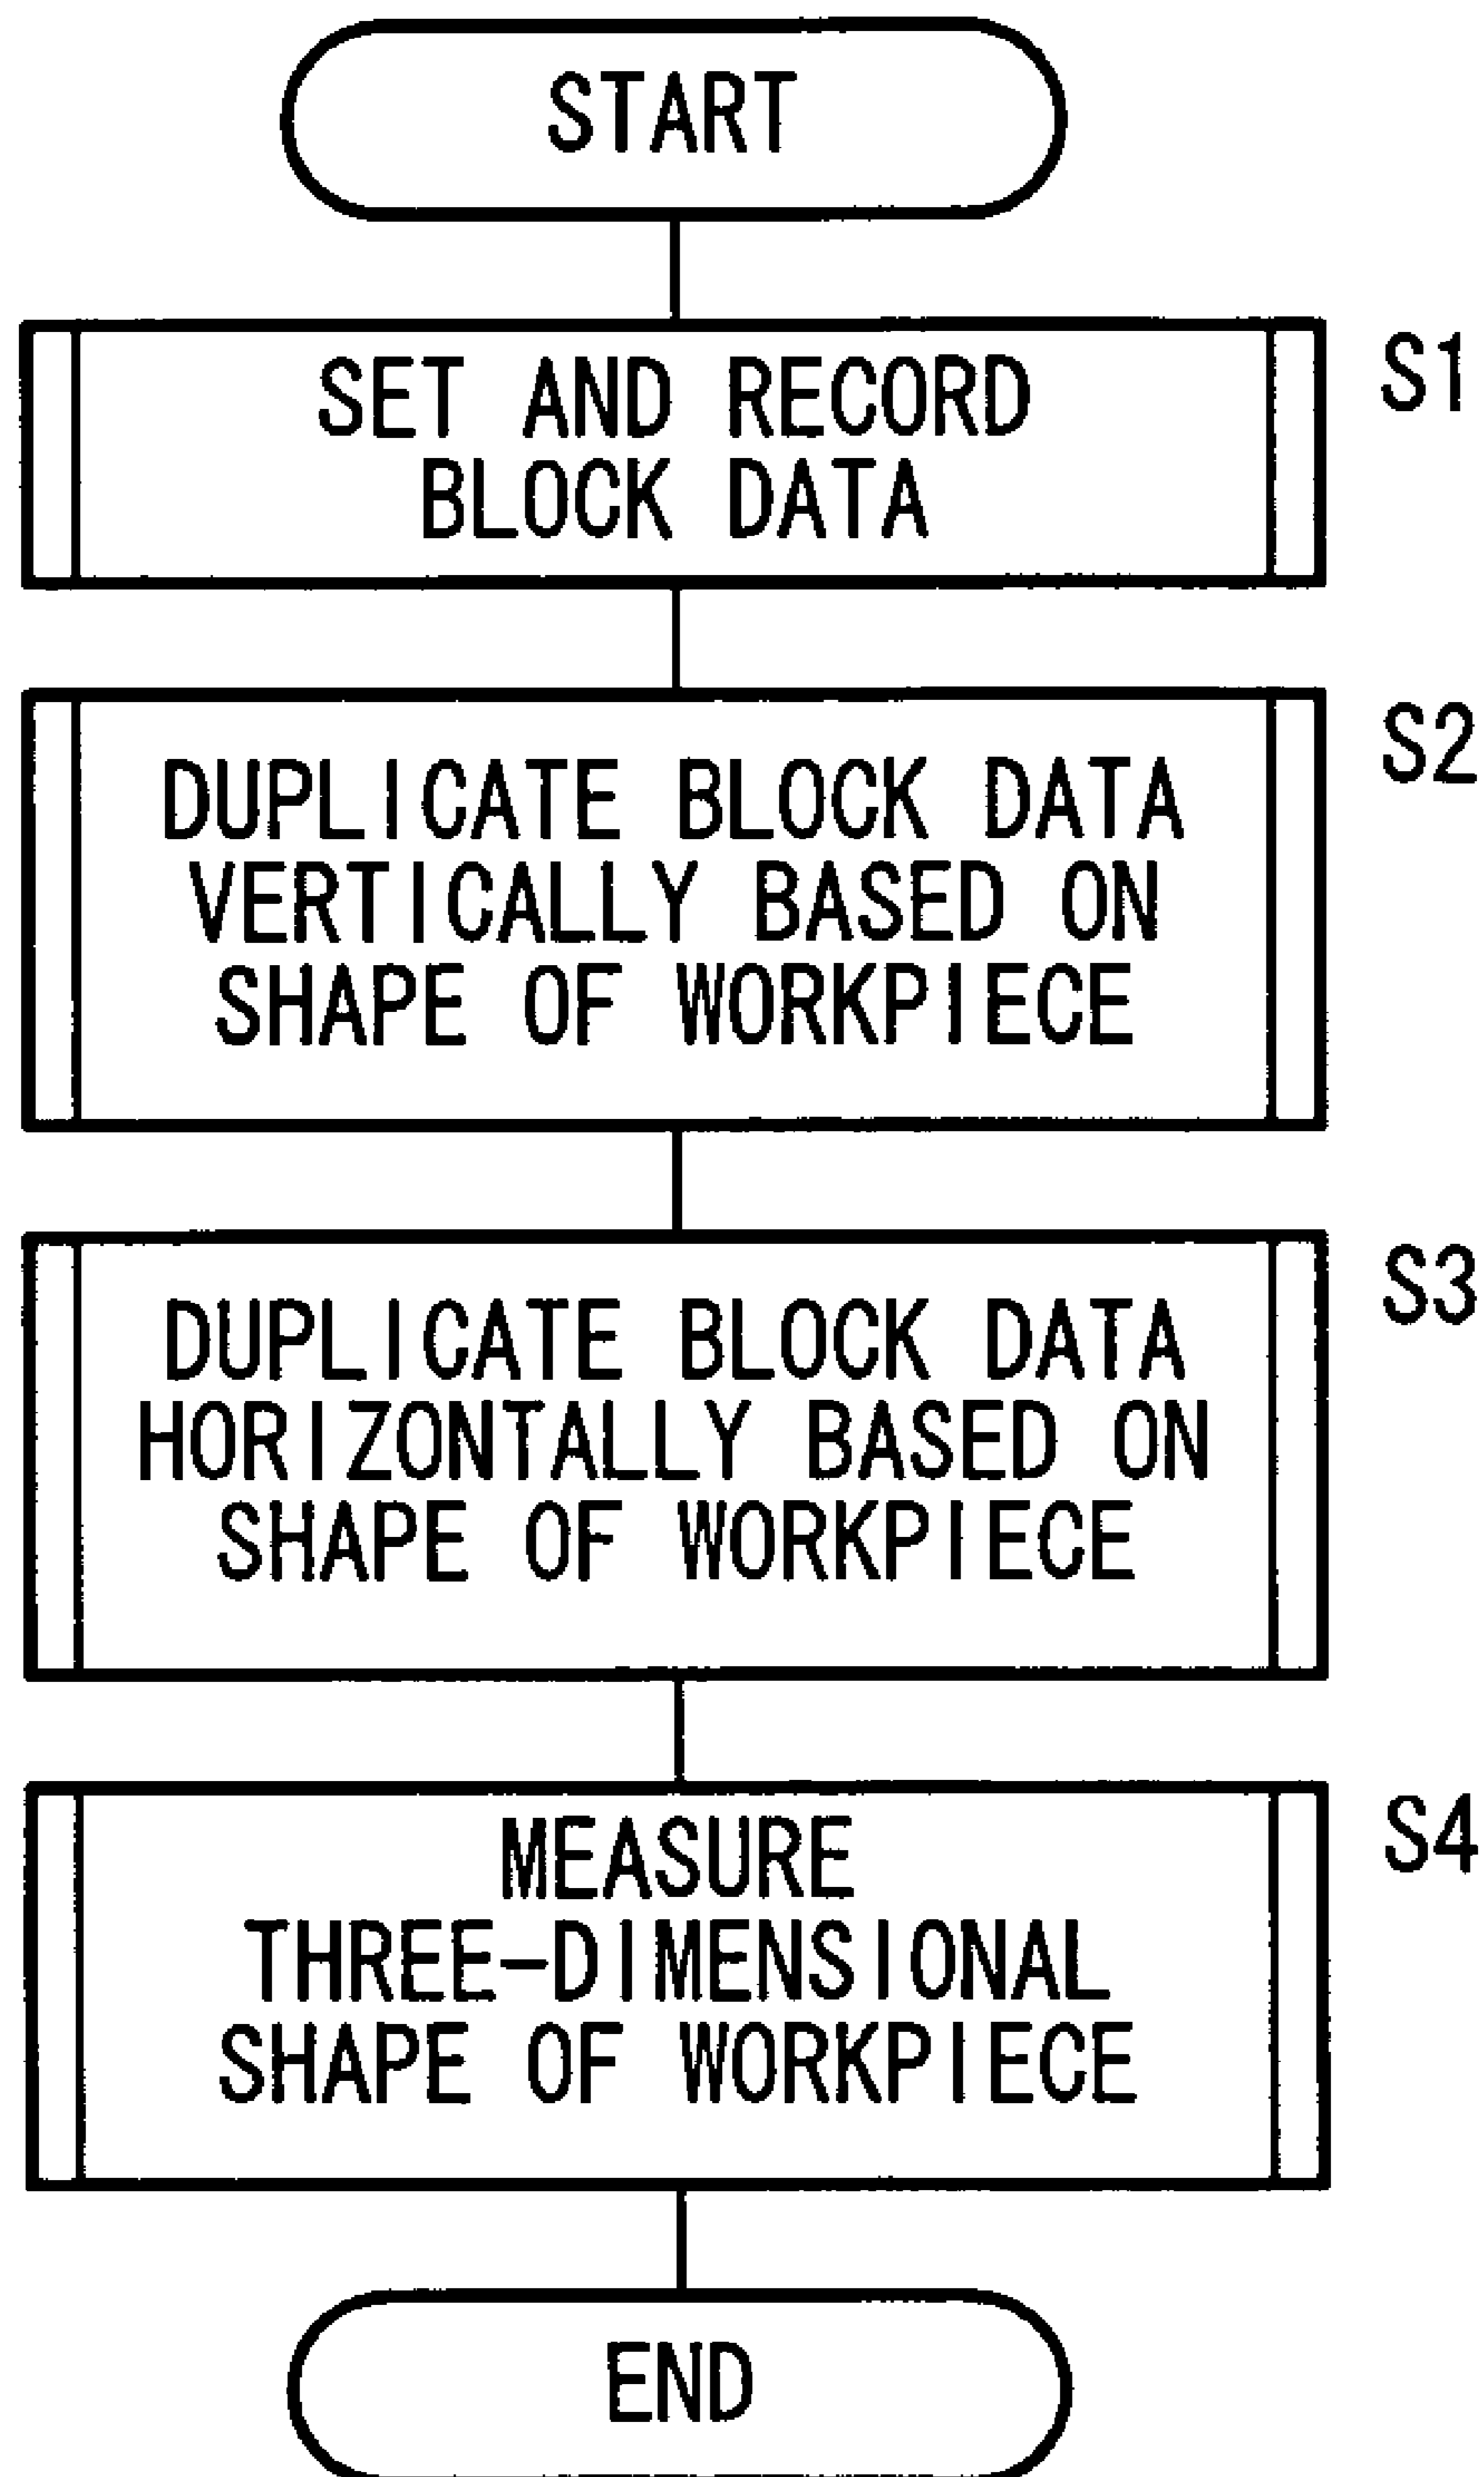 START
SET AND RECORD
BLOCK DATA
S1
DUPLICATE BLOCK DATA
VERTICALLY BASED ON
SHAPE OF WORKPIECE
S2
DUPLICATE BLOCK DATA
HORIZONTALLY BASED ON
SHAPE OF WORKPIECE
S3
MEASURE
THREE-DIMENSIONAL
SHAPE OF WORKPIECE
S4
END